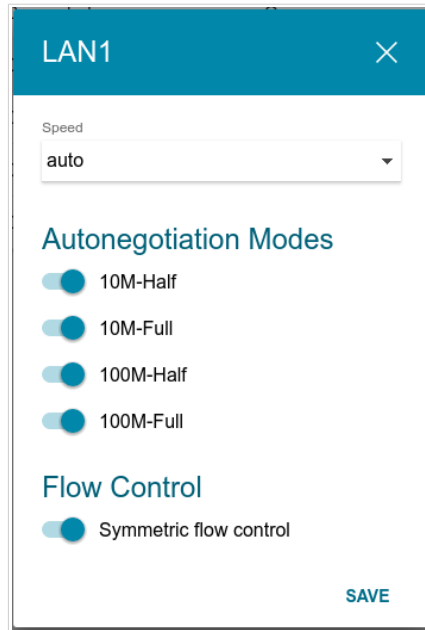 LAN1
Speed
auto
Autonegotiation Modes
10M-Half
10M-Full
100M-Half
100M-Full
Flow Control
Symmetric flow control
SAVE